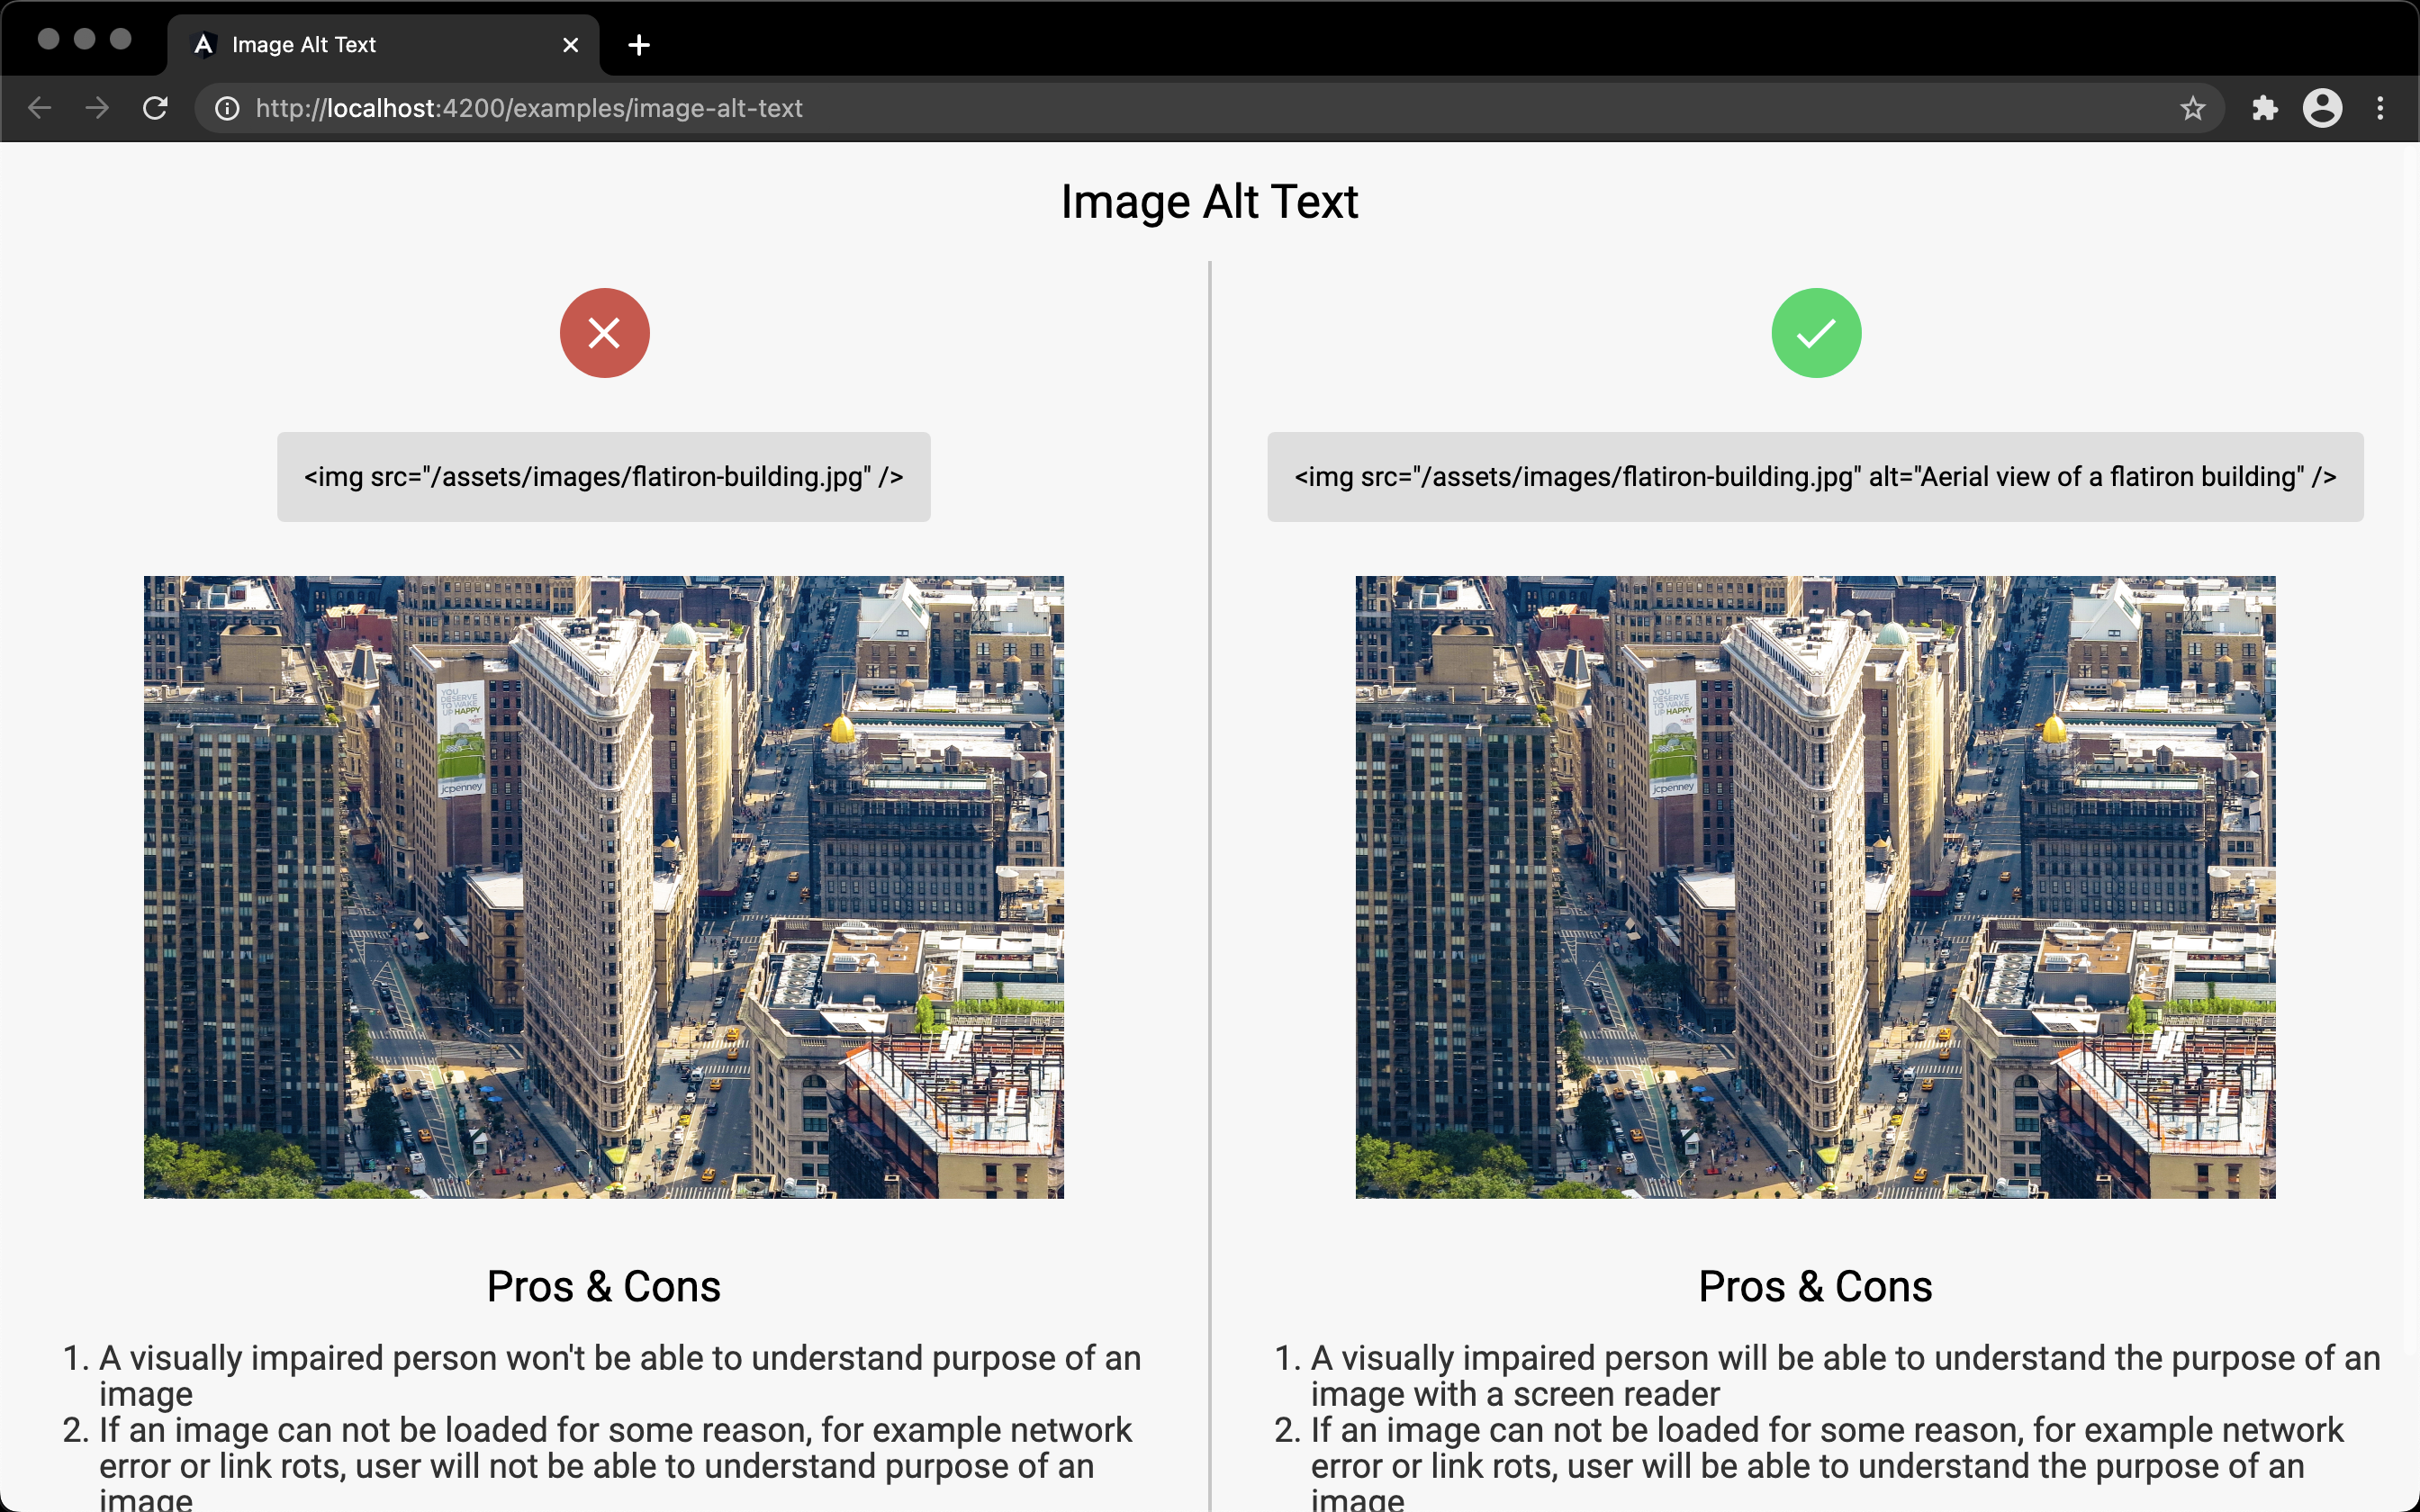 Image Alt Text
http://localhost:4200/examples/image-alt-text
Image Alt Text
<img src="/assets/images/flatiron-building.jpg" />
YOU
DESERVE
TO WAKE
UP HAPPY
jcpenney
Pros & Cons
1. A visually impaired person won't be able to understand purpose of an
image
2. If an image can not be loaded for some reason, for example network
error or link rots, user will not be able to understand purpose of an
image
<img src="/assets/images/flatiron-building.jpg" alt="Aerial view of a flatiron building" />
YOU
DESERVE
TO WAKE
UP HAPPY
jcpenney
Pros & Cons
1. A visually impaired person will be able to understand the purpose of an
image with a screen reader
2. If an image can not be loaded for some reason, for example network
error or link rots, user will be able to understand the purpose of an
image